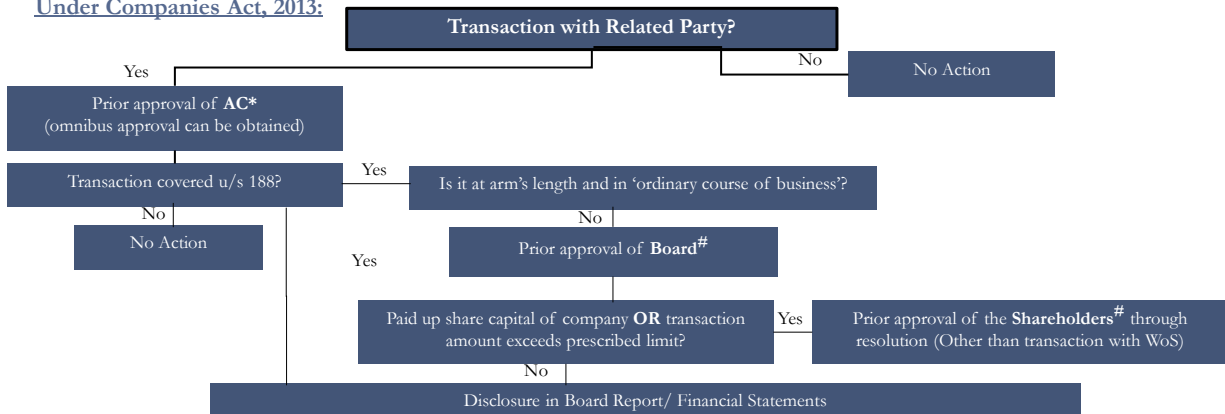 Under Companies Act, 2013:
Transaction with Related Party?
Yes
No
No Action
Prior approval of AC*
(omnibus approval can be obtained)
Transaction covered u/s 188?
Yes
Is it at arm's length and in 'ordinary course of business'?
No
No
No Action
Prior approval of Board#
Yes
Paid up share capital of company OR transaction
amount exceeds prescribed limit?
Yes
Prior approval of the Shareholders# through
resolution (Other than transaction with WoS)
No
Disclosure in Board Report/ Financial Statements